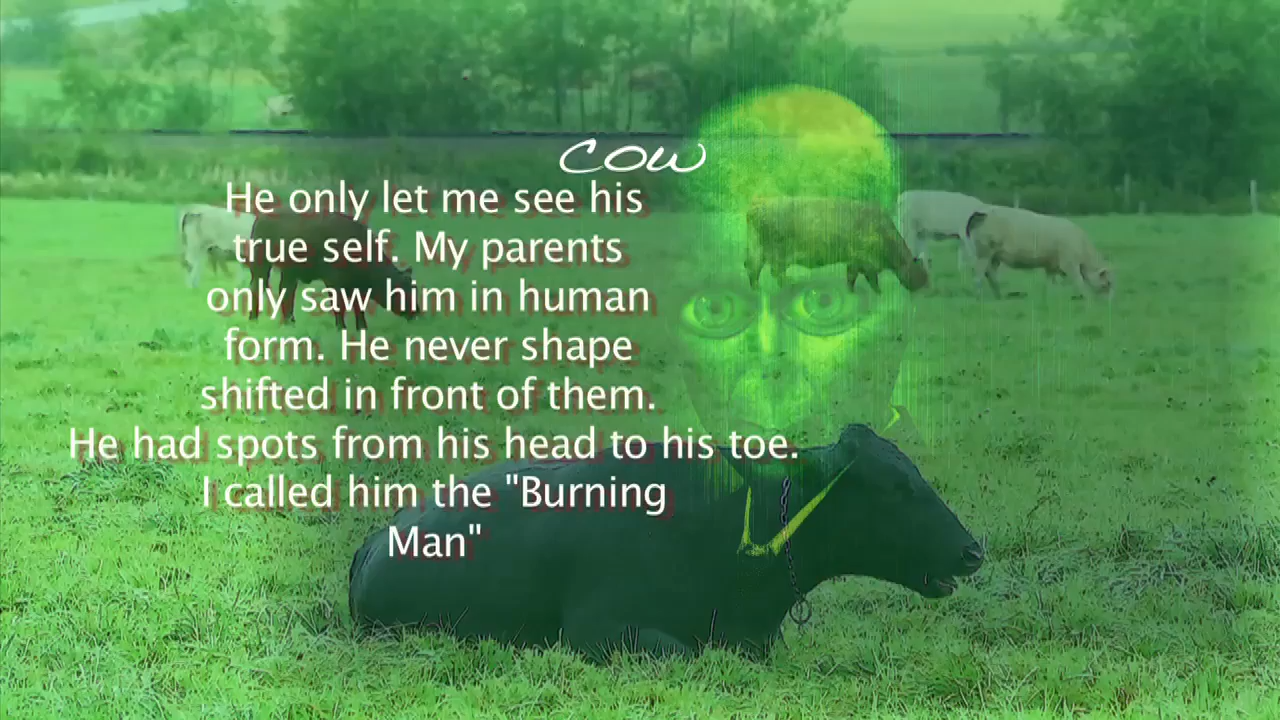 cow
He only let me see his
true self. My parents
only saw him in human
form. He never shape
shifted in front of them.
He had spots from his head to his toe.
I called him the "Burning
Man"